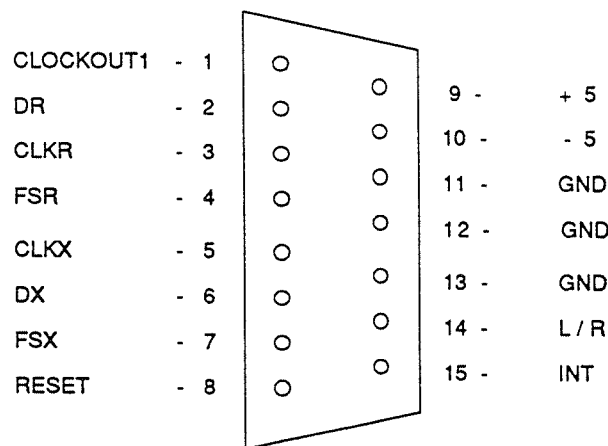 CLOCKOUT1 - 1
DR - 2
CLKR - 3
FSR - 4
CLKX - 5
DX - 6
FSX - 7
RESET - 8
9 - + 5
10 - - 5
11 - GND
12 - GND
13 - GND
14 - L / R
15 - INT